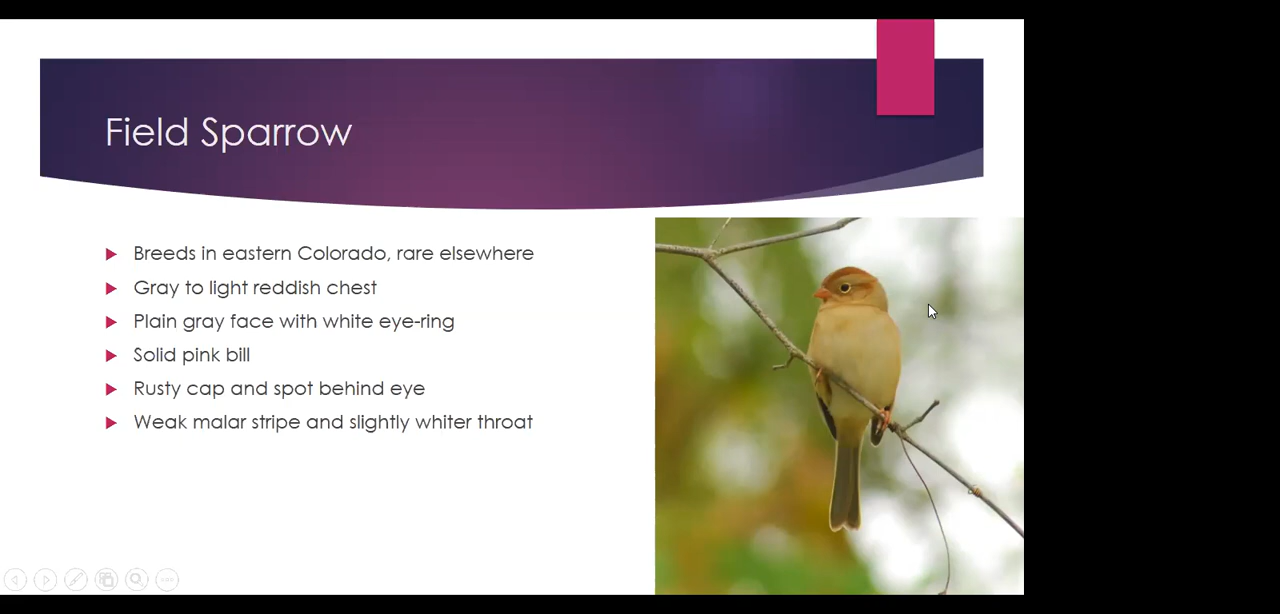 Field Sparrow
Breeds in eastern Colorado, rare elsewhere
Gray to light reddish chest
Plain gray face with white eye-ring
Solid pink bill
Rusty cap and spot behind eye
Weak malar stripe and slightly whiter throat